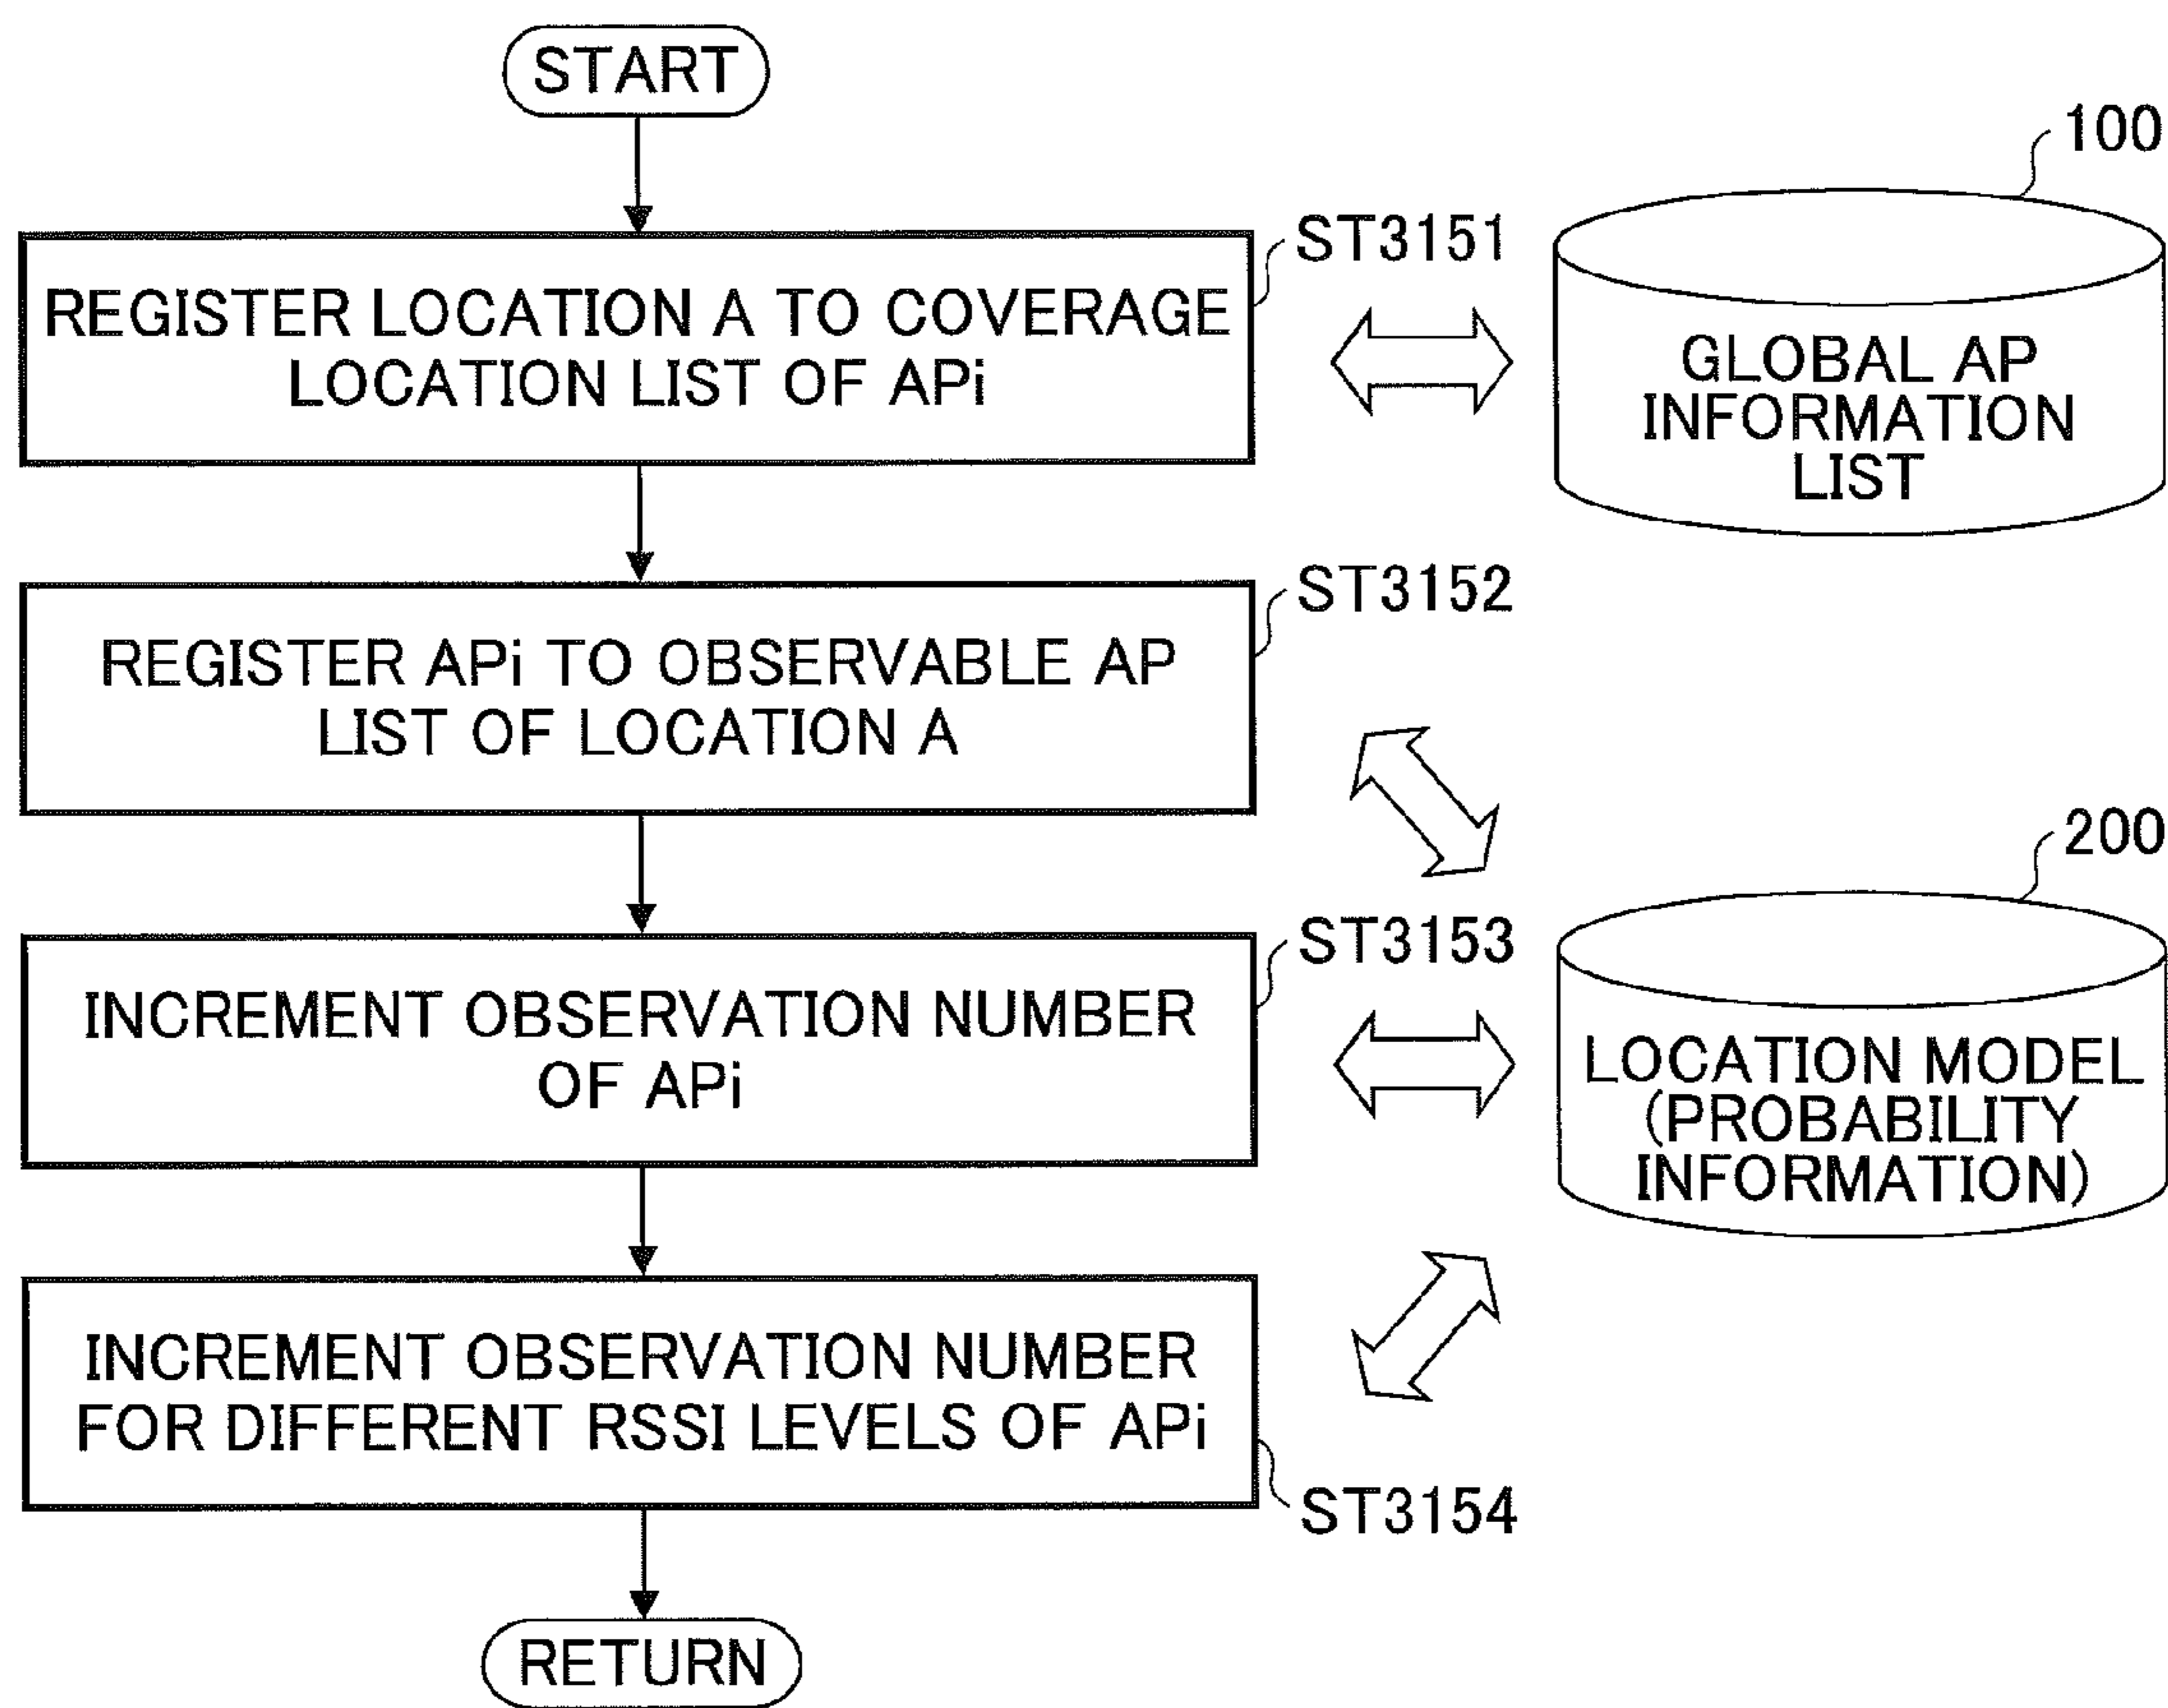 START
100
ST3151
REGISTER LOCATION A TO COVERAGE
LOCATION LIST OF APi
GLOBAL AP
INFORMATION
LIST
ST3152
REGISTER APi TO OBSERVABLE AP
LIST OF LOCATION A
200
ST3153
INCREMENT OBSERVATION NUMBER
OF APi
LOCATION MODEL
(PROBABILITY
INFORMATION)
INCREMENT OBSERVATION NUMBER
FOR DIFFERENT RSSI LEVELS OF APi
ST3154
RETURN